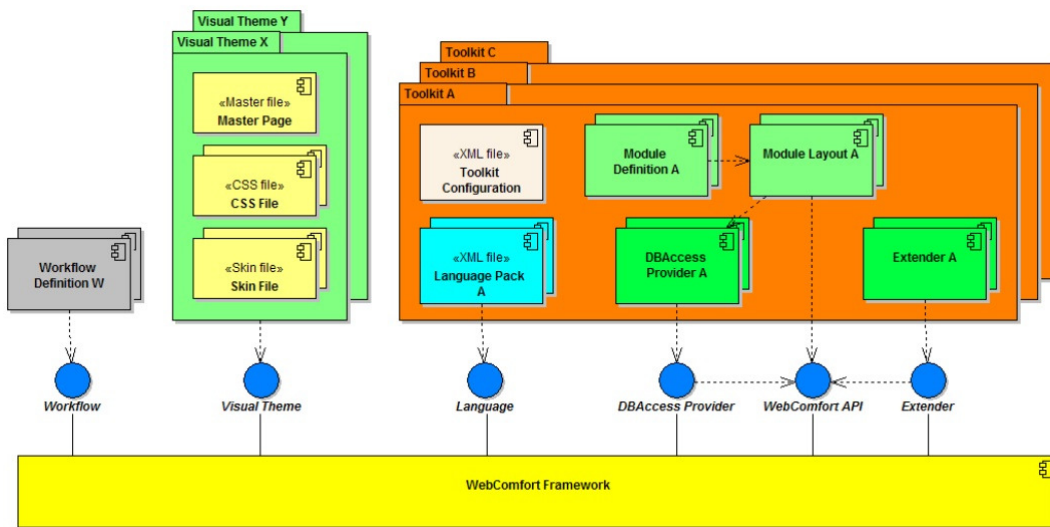 Visual Theme Y
Visual Theme X
«Master file»
Master Page
«CSS file»
CSS File
«Skin file»
Skin File
Workflow
Definition W
Toolkit C
Toolkit B
Toolkit A
«XML file»
Toolkit
Configuration
Module
Definition A
Module Layout A
«XML file»
Language Pack
A
DBAccess
Provider A
Extender A
Workflow
Visual Theme
Language
DBAccess Provider
WebComfort API
Extender
WebComfort Framework